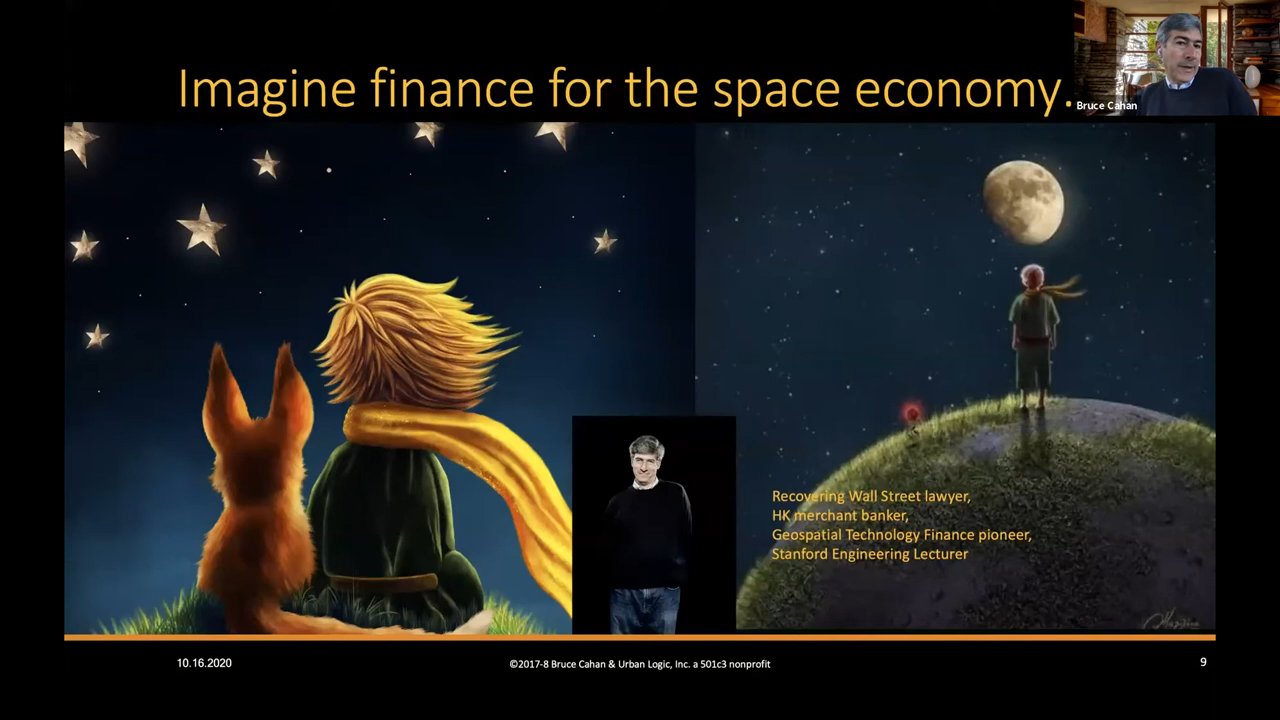 Imagine finance for the space economy.
Bruce Cahan
Recovering Wall Street lawyer,
HK merchant banker,
Geospatial Technology Finance pioneer,
Stanford Engineering Lecturer
10.16.2020
©2017-8 Bruce Cahan & Urban Logic, Inc. a 501c3 nonprofit
9